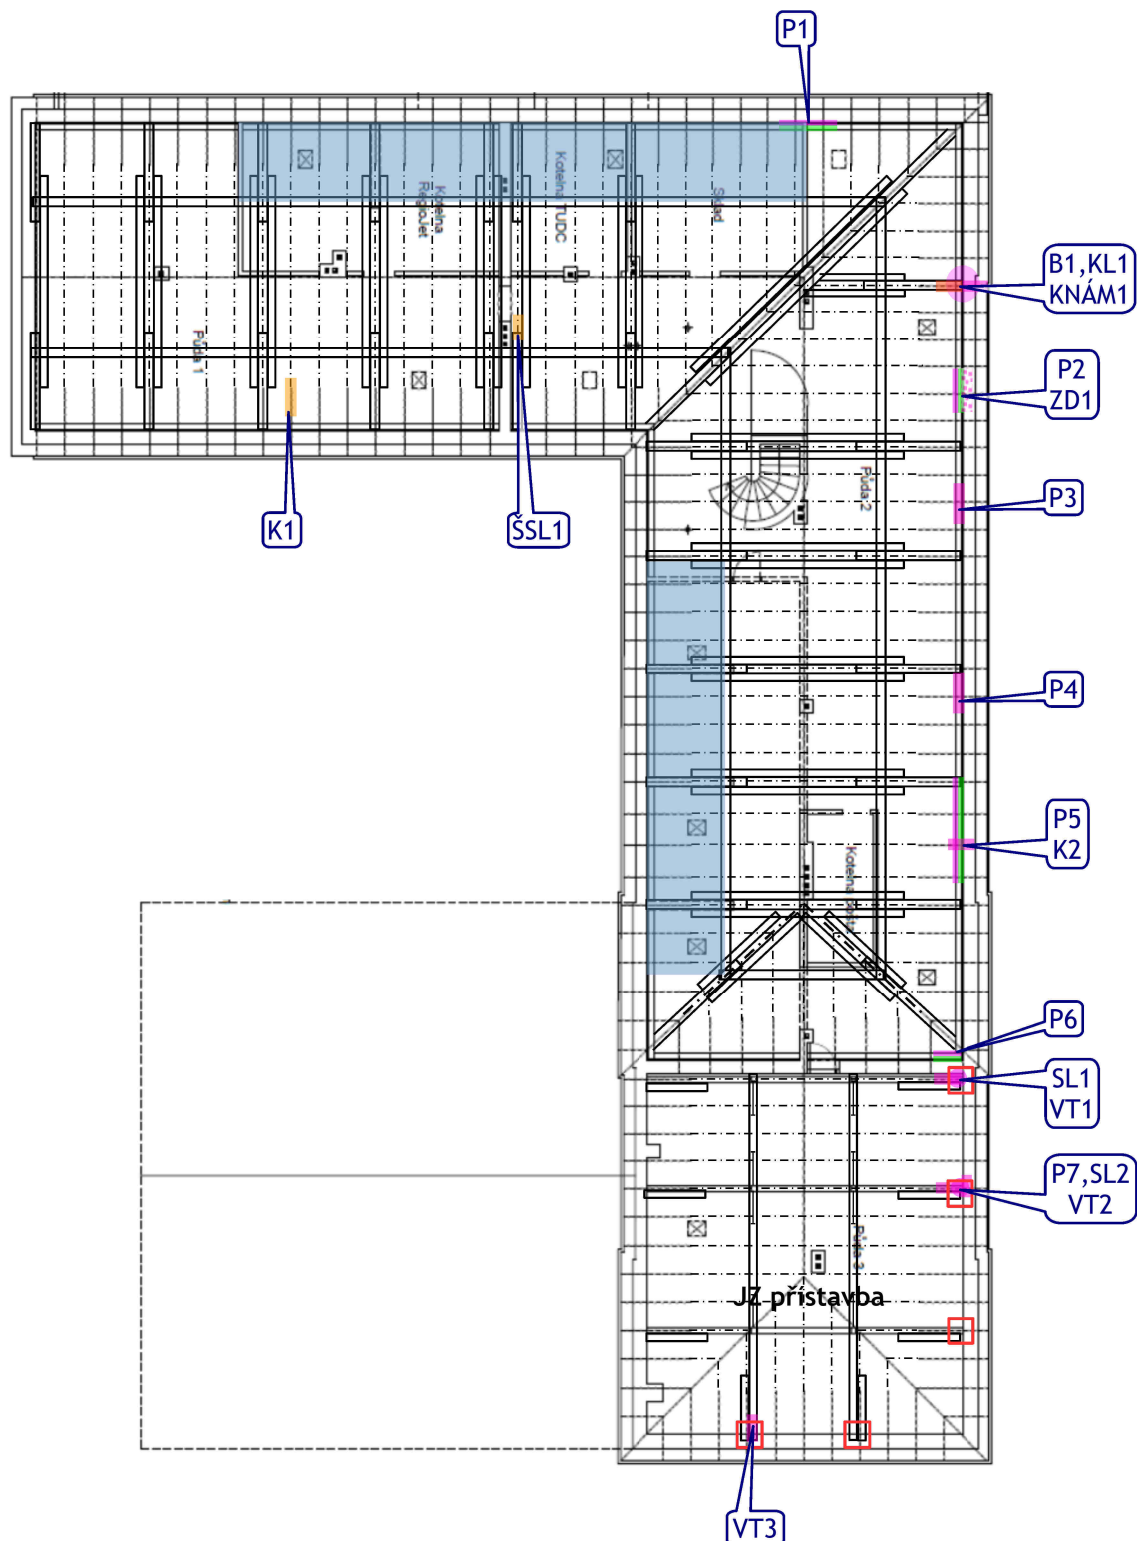 P1
Kotelna
RegioJet
Kotelna TUDC
Sklad
Půda 1
B1,KL1
KNÁM1
P2
ZD1
P3
Půda 2
K1
ŠSL1
P4
P5
K2
P6
SL1
VT1
P7,SL2
VT2
Půda 3
JZ přístavba
VT3